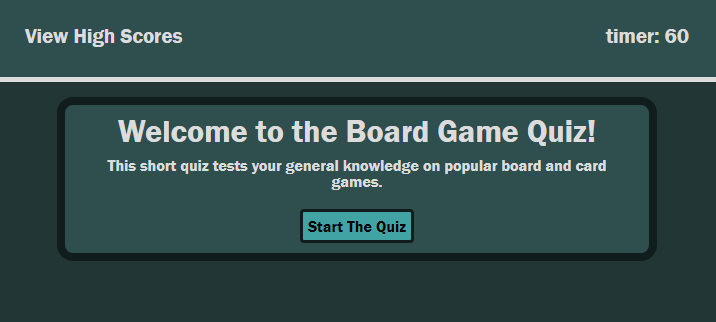 View High Scores
timer: 60
Welcome to the Board Game Quiz!
This short quiz tests your general knowledge on popular board and card
games.
Start The Quiz